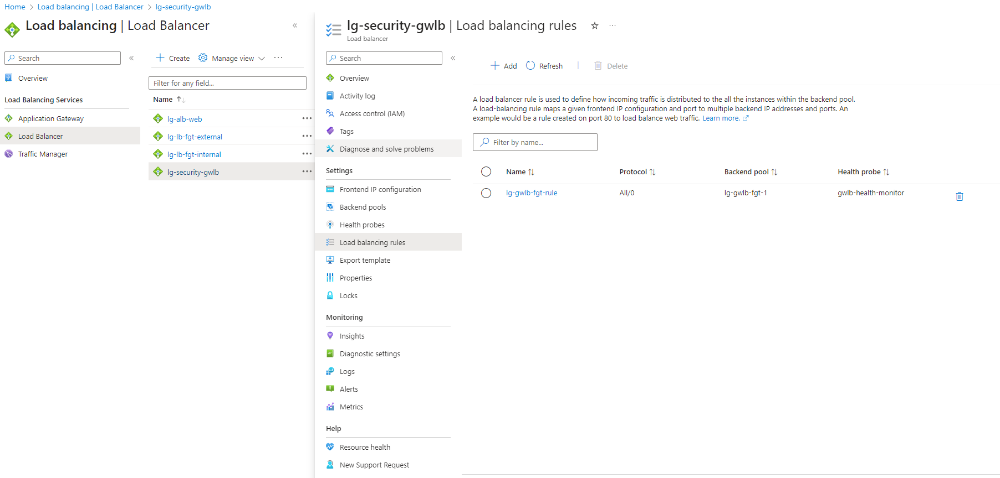 Home > Load balancing | Load Balancer > lg-security-gwlb
Load balancing | Load Balancer
«
Search
«
Overview
Load Balancing Services
Application Gateway
Load Balancer
Traffic Manager
Create Manage view ...
Filter for any field...
Name ↑↓
lg-alb-web ...
lg-lb-fgt-external ...
lg-lb-fgt-internal ...
lg-security-gwlb ...
lg-security-gwlb | Load balancing rules ...
Load balancer
Search
«
Overview
Activity log
Access control (IAM)
Tags
Diagnose and solve problems
Settings
Frontend IP configuration
Backend pools
Health probes
Load balancing rules
Export template
Properties
Locks
Monitoring
Insights
Diagnostic settings
Logs
Alerts
Metrics
Help
Resource health
New Support Request
Add Refresh | Delete
A load balancer rule is used to define how incoming traffic is distributed to the all the instances within the backend pool.
A load-balancing rule maps a given frontend IP configuration and port to multiple backend IP addresses and ports. An
example would be a rule created on port 80 to load balance web traffic. Learn more.
Filter by name...
Name ↑↓ Protocol ↑↓ Backend pool ↑↓ Health probe ↑↓
lg-gwlb-fgt-rule All/0 lg-gwlb-fgt-1 gwlb-health-monitor